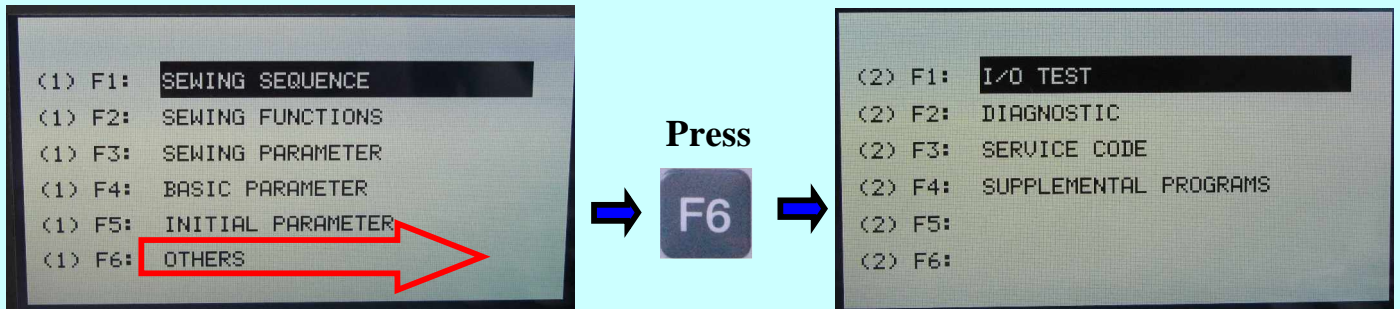 (1) F1: SEWING SEQUENCE
(1) F2: SEWING FUNCTIONS
(1) F3: SEWING PARAMETER
(1) F4: BASIC PARAMETER
(1) F5: INITIAL PARAMETER
(1) F6: OTHERS
Press
F6
(2) F1: I/O TEST
(2) F2: DIAGNOSTIC
(2) F3: SERVICE CODE
(2) F4: SUPPLEMENTAL PROGRAMS
(2) F5:
(2) F6: